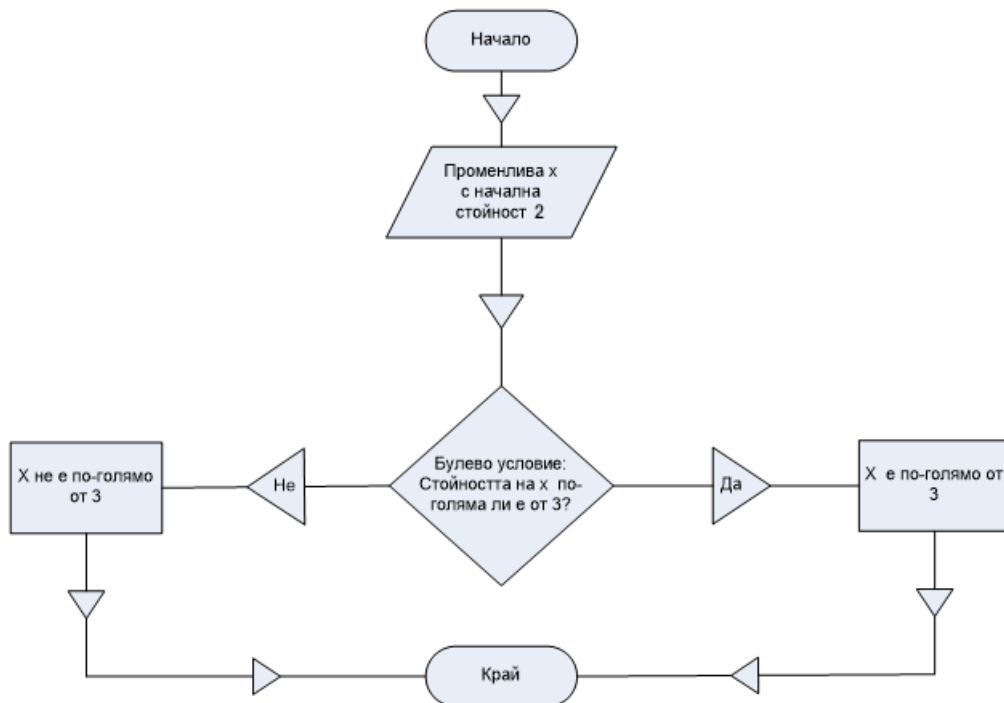 Начало
Променлива x
с начална
стойност 2
Булево условие:
Стойността на x по-
голяма ли е от 3?
Не
Да
X не е по-голямо
от 3
X е по-голямо от
3
Край